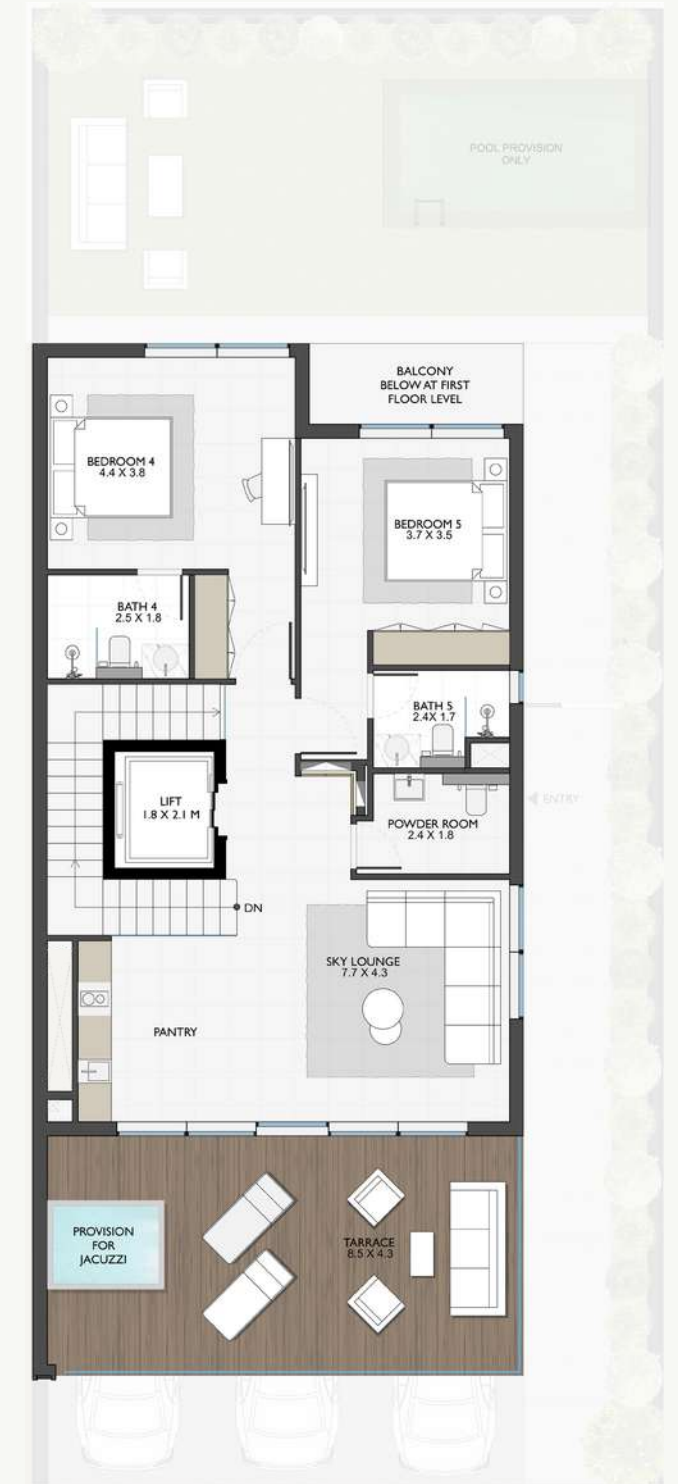 POOL PROVISION
ONLY
BALCONY
BELOW AT FIRST
FLOOR LEVEL
BEDROOM 4
4.4 X 3.8
BEDROOM 5
3.7 X 3.5
BATH 4
2.5 X 1.8
BATH 5
2.4X 1.7
LIFT
1.8 X 2.1 M
ENTRY
POWDER ROOM
2.4 X 1.8
DN
SKY LOUNGE
7.7 X 4.3
PANTRY
PROVISION
FOR
JACUZZI
TARRACE
8.5 X 4.3